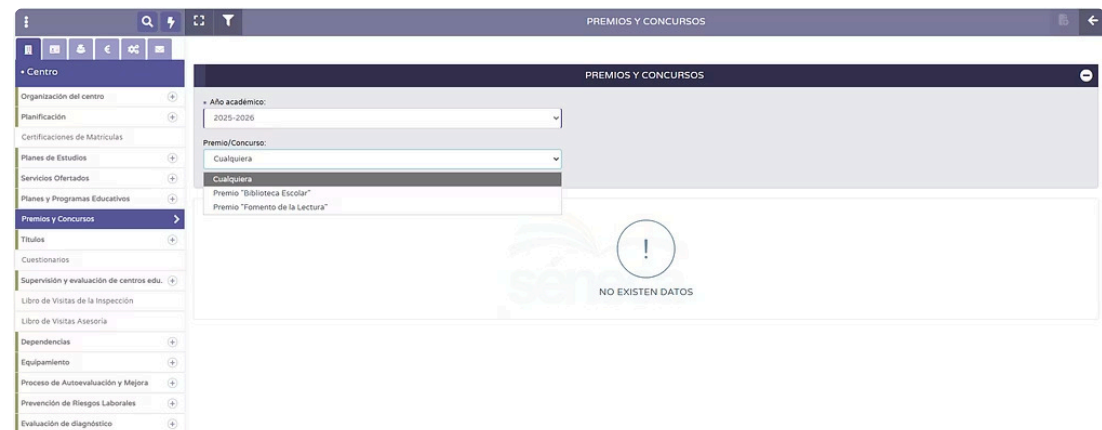 PREMIOS Y CONCURSOS
• Centro
Organización del centro
Planificación
Certificaciones de Matrículas
Planes de Estudios
Servicios Ofertados
Planes y Programas Educativos
Premios y Concursos
Títulos
Cuestionarios
Supervisión y evaluación de centros edu.
Libro de Visitas de la Inspección
Libro de Visitas Asesoría
Dependencias
Equipamiento
Proceso de Autoevaluación y Mejora
Prevención de Riesgos Laborales
Evaluación de diagnóstico
PREMIOS Y CONCURSOS
Año académico:
2025-2026
Premio/Concurso:
Cualquiera
Cualquiera
Premio "Biblioteca Escolar"
Premio "Fomento de la Lectura"
!
NO EXISTEN DATOS